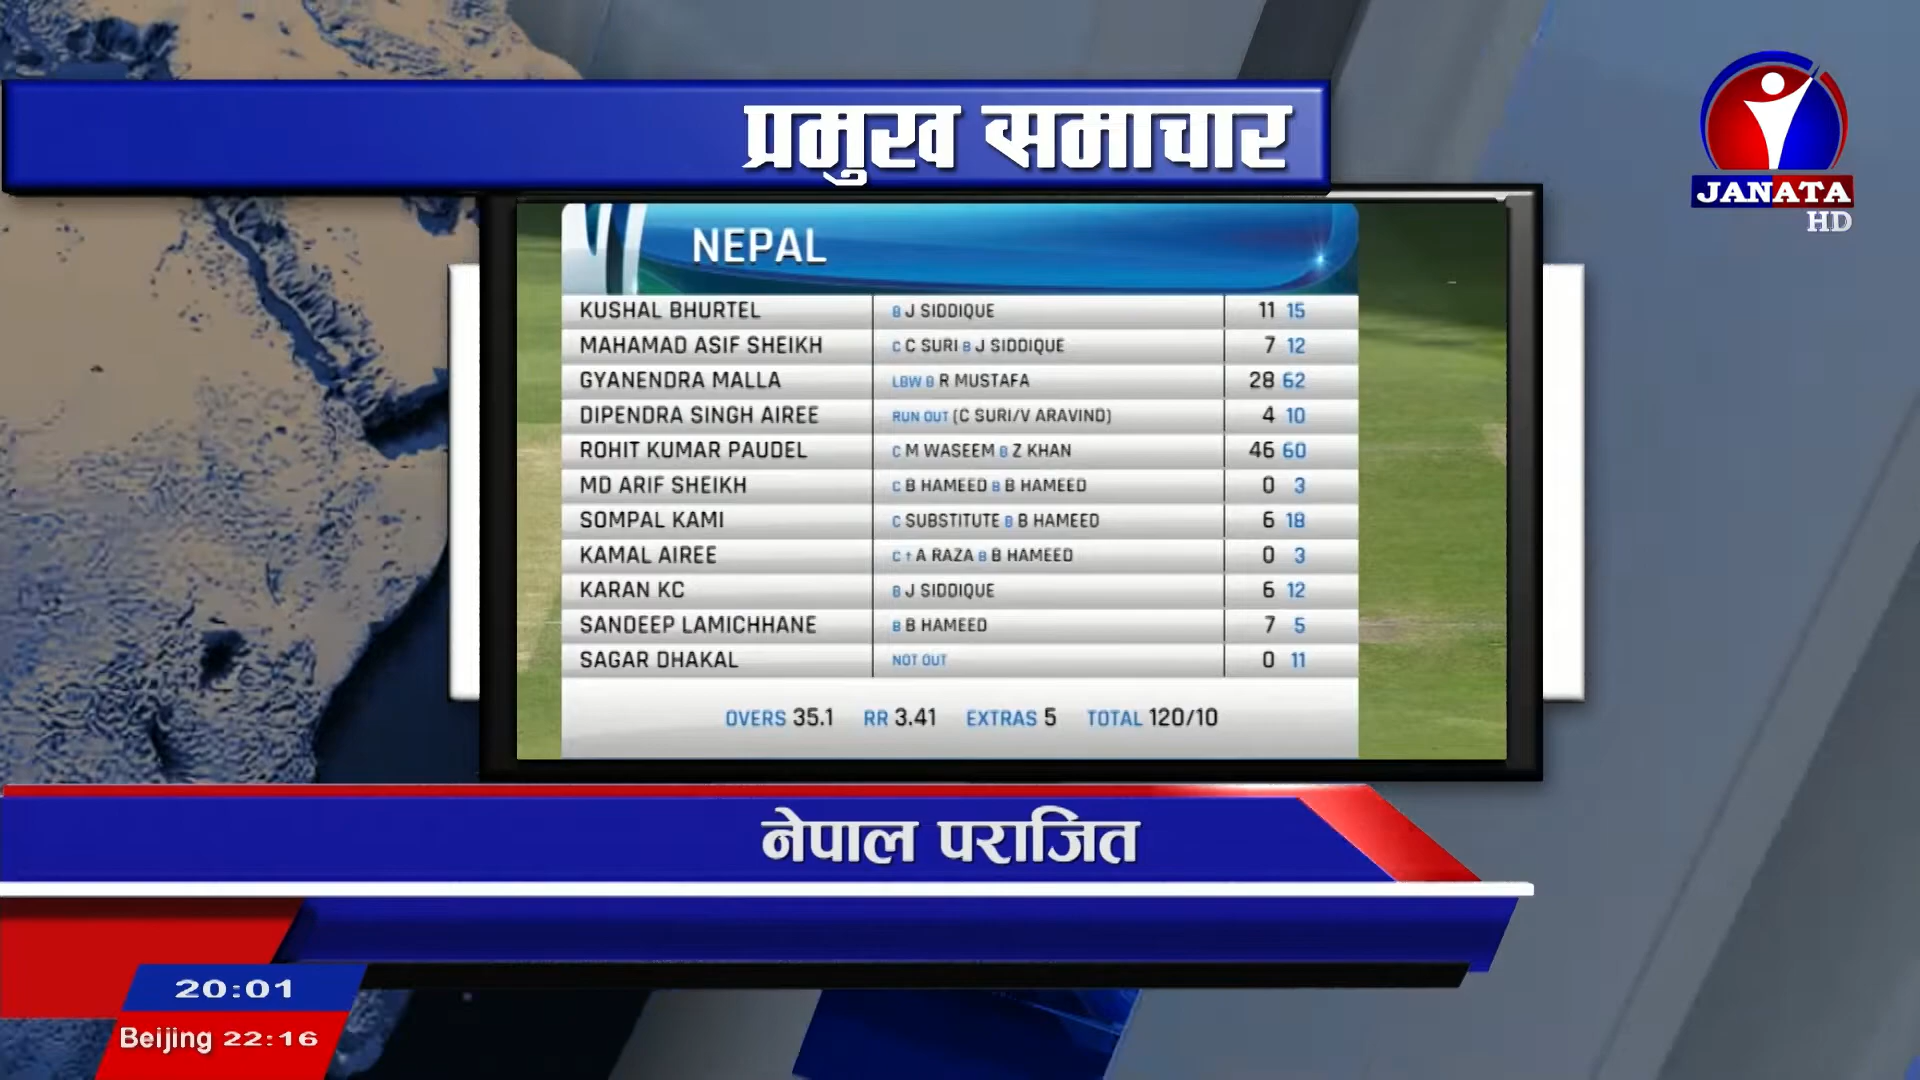 प्रमुख समाचार
JANATA
HD
NEPAL
KUSHAL BHURTEL B J SIDDIQUE 11 15
MAHAMAD ASIF SHEIKH C C SURI B J SIDDIQUE 7 12
GYANENDRA MALLA LBW B R MUSTAFA 28 62
DIPENDRA SINGH AIREE RUN OUT (C SURI/V ARAVIND) 4 10
ROHIT KUMAR PAUDEL C M WASEEM B Z KHAN 46 60
MD ARIF SHEIKH C B HAMEED B B HAMEED 0 3
SOMPAL KAMI C SUBSTITUTE B B HAMEED 6 18
KAMAL AIREE C † A RAZA B B HAMEED 0 3
KARAN KC B J SIDDIQUE 6 12
SANDEEP LAMICHHANE B B HAMEED 7 5
SAGAR DHAKAL NOT OUT 0 11
OVERS 35.1 RR 3.41 EXTRAS 5 TOTAL 120/10
नेपाल पराजित
20:01
Beijing 22:16